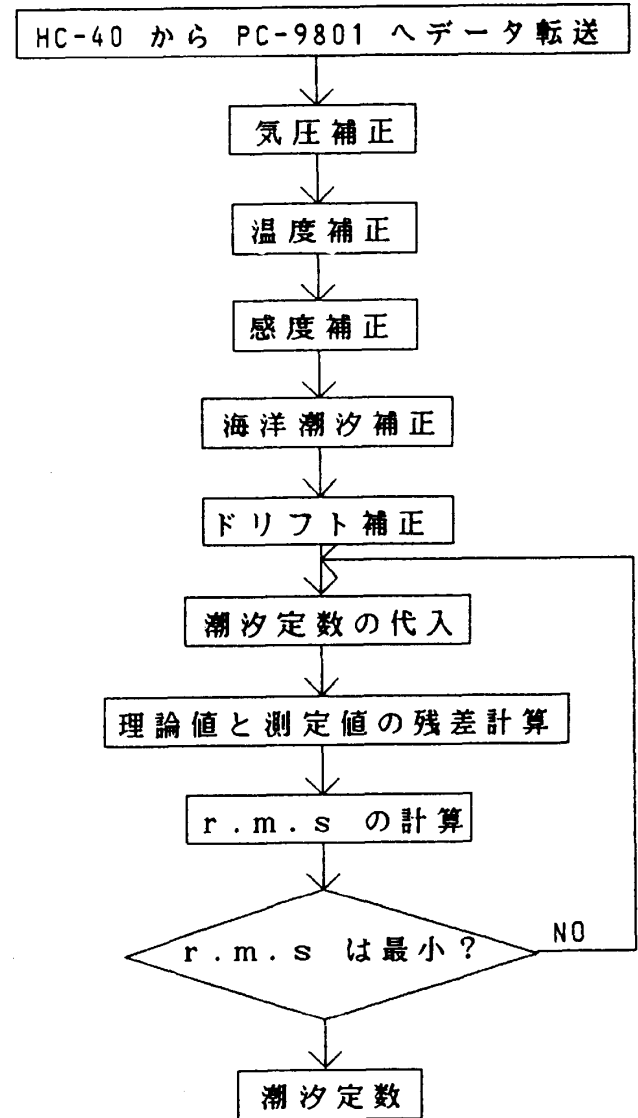 HC-40 から PC-9801 へデータ転送
気圧補正
温度補正
感度補正
海洋潮汐補正
ドリフト補正
潮汐定数の代入
理論値と測定値の残差計算
r.m.s の計算
r.m.s は最小?
NO
潮汐定数